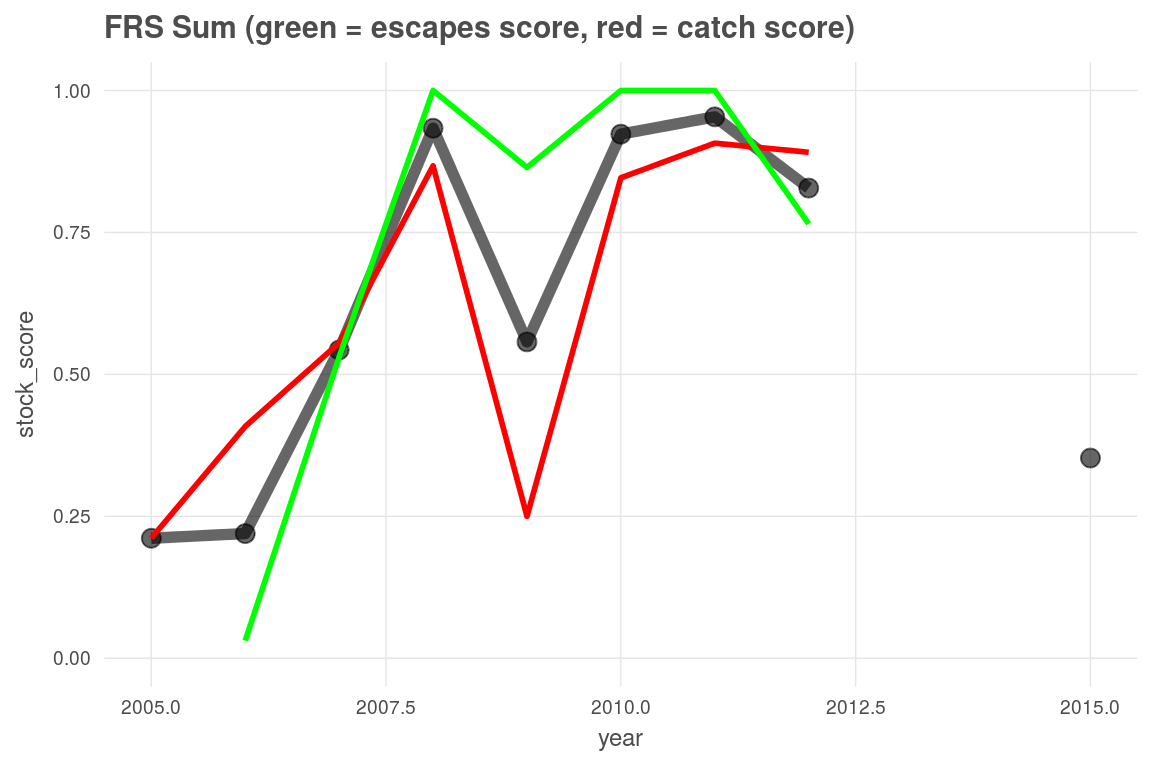 FRS Sum (green = escapes score, red = catch score)
1.00
0.75
0.50
0.25
0.00
stock_score
2005.0 2007.5 2010.0 2012.5 2015.0
year